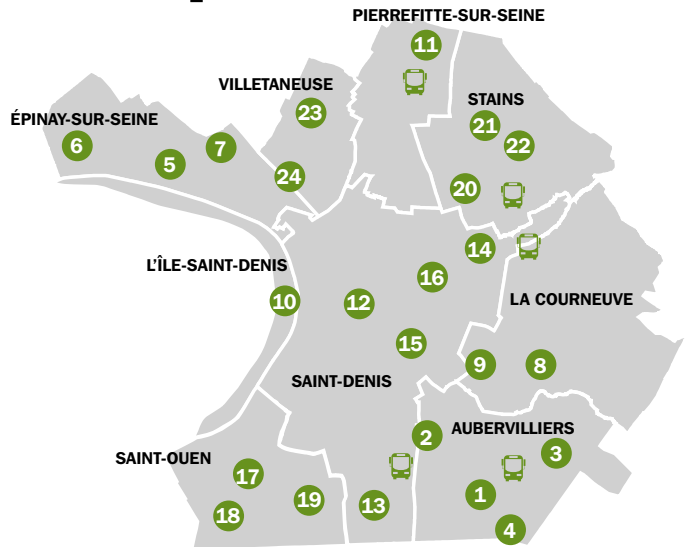 PIERREFITTE-SUR-SEINE
11
VILLETANEUSE
23
STAINS
21
22
ÉPINAY-SUR-SEINE
6
5
7
24
20
14
L'ÎLE-SAINT-DENIS
16
10
12
LA COURNEUVE
15
9
8
SAINT-DENIS
2
AUBERVILLIERS
3
SAINT-OUEN
17
18
19
13
1
4